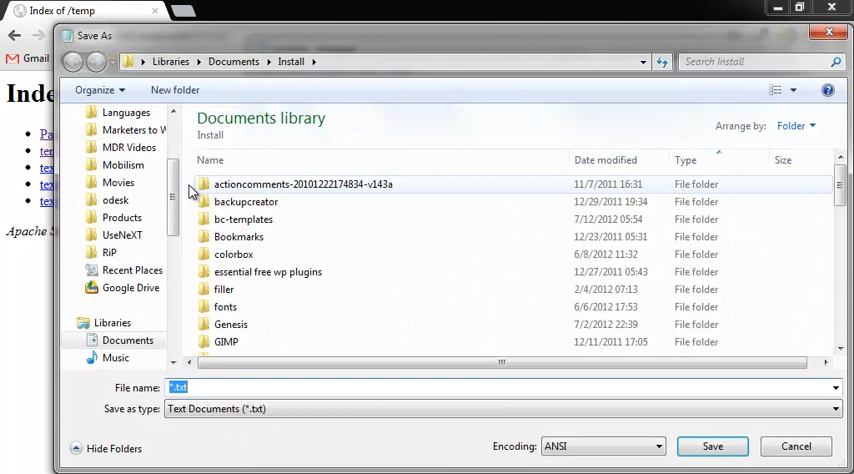 Index of /temp
Save As
Libraries Documents Install
Search Install
Gmail
Organize New folder
Inde
Languages
Marketers to W
MDR Videos
Mobilism
Movies
odesk
Products
UseNeXT
RiP
Recent Places
Google Drive
Libraries
Documents
Music
Pa
ter
tex
tex
tex
Apache S
Documents library
Install
Arrange by: Folder
Name Date modified Type Size
actioncomments-20101222174834-v143a 11/7/2011 16:31 File folder
backupcreator 12/29/2011 19:34 File folder
bc-templates 7/12/2012 05:54 File folder
Bookmarks 12/23/2011 05:31 File folder
colorbox 6/8/2012 11:32 File folder
essential free wp plugins 12/27/2011 05:43 File folder
filler 2/4/2012 07:13 File folder
fonts 6/6/2012 17:53 File folder
Genesis 7/2/2012 22:39 File folder
GIMP 12/11/2011 17:05 File folder
File name: *.txt
Save as type: Text Documents (*.txt)
Hide Folders
Encoding: ANSI Save Cancel